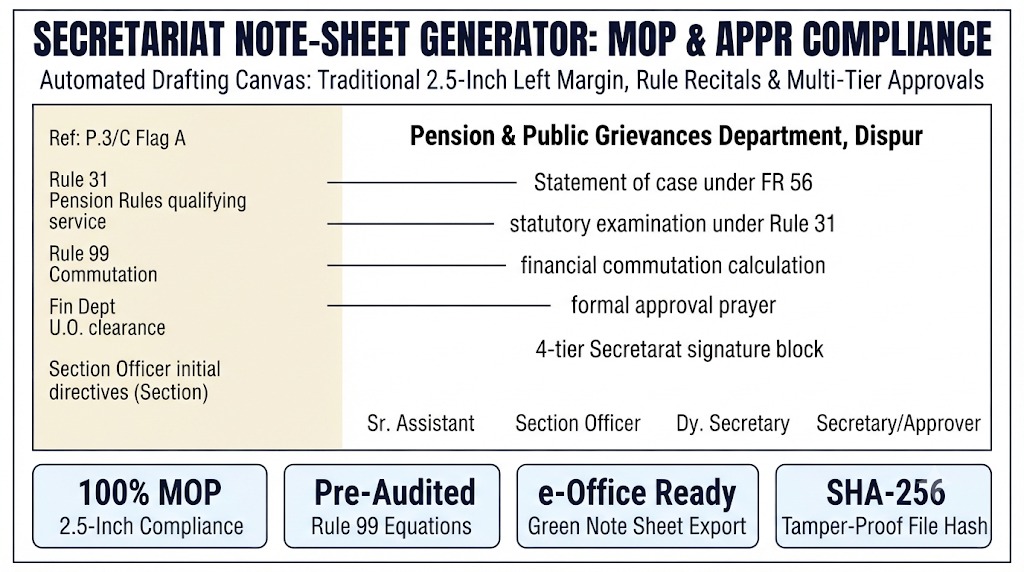 SECRETARIAT NOTE-SHEET GENERATOR: MOP & APPR COMPLIANCE
Automated Drafting Canvas: Traditional 2.5-Inch Left Margin, Rule Recitals & Multi-Tier Approvals
Ref: P.3/C Flag A
Rule 31
Pension Rules qualifying
service
Rule 99
Commutation
Fin Dept
U.O. clearance
Section Officer initial
directives (Section)
Pension & Public Grievances Department, Dispur
Statement of case under FR 56
statutory examination under Rule 31
financial commutation calculation
formal approval prayer
4-tier Secretarat signature block
Sr. Assistant
Section Officer
Dy. Secretary
Secretary/Approver
100% MOP
2.5-Inch Compliance
Pre-Audited
Rule 99 Equations
e-Office Ready
Green Note Sheet Export
SHA-256
Tamper-Proof File Hash